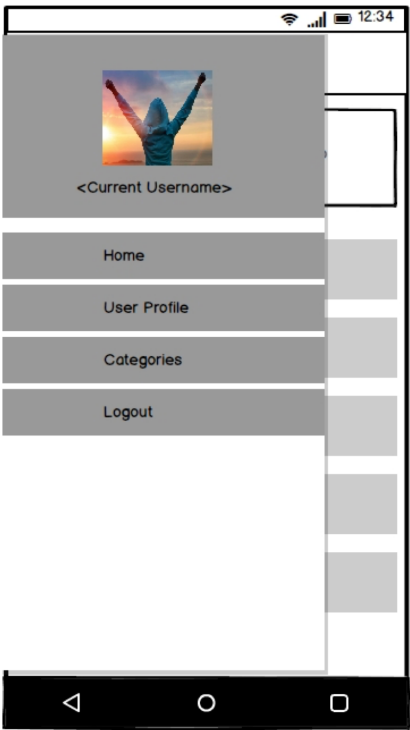 12:34
<Current Username>
Home
User Profile
Categories
Logout